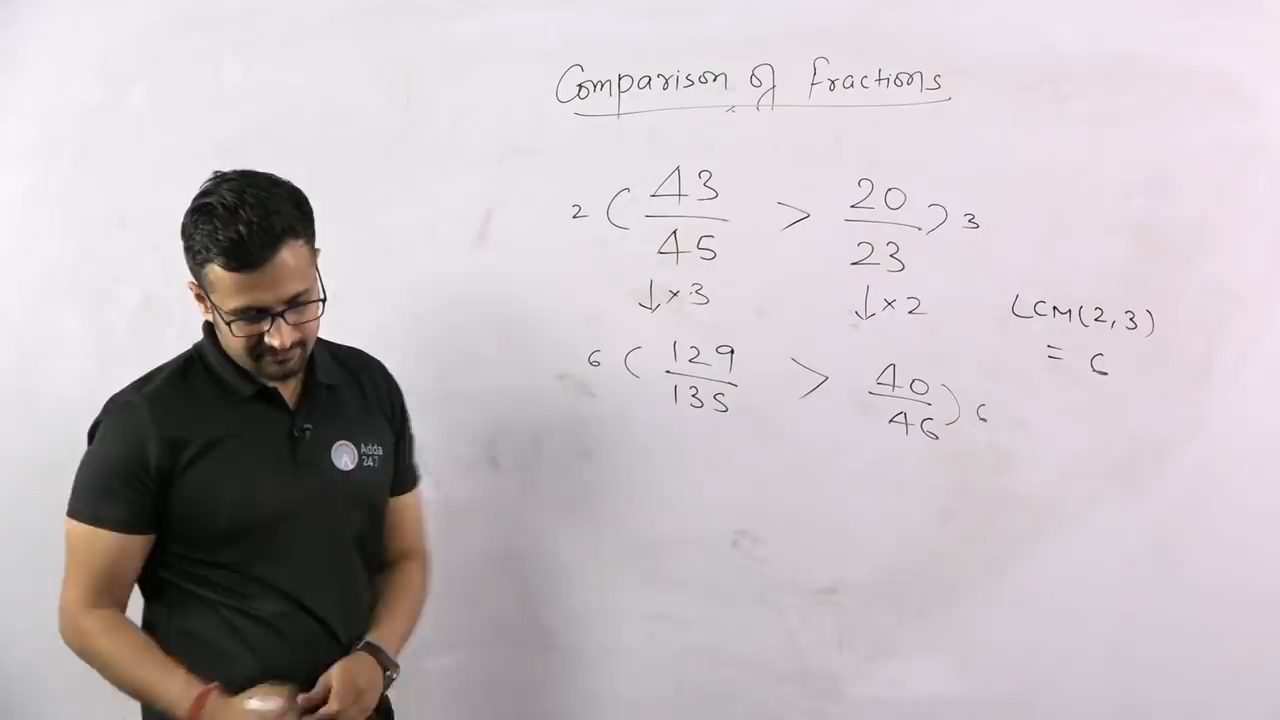 Comparison of fractions
2 ( 43/45 > 20/23 ) 3
↓ ×3 ↓ ×2
LCM(2,3)
= 6
6 ( 129/135 > 40/46 ) 6
Adda
247